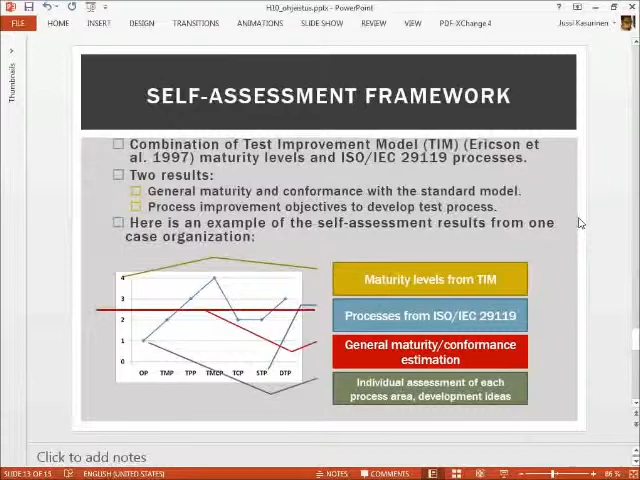 H10_ohjeistus.pptx - PowerPoint
FILE HOME INSERT DESIGN TRANSITIONS ANIMATIONS SLIDE SHOW REVIEW VIEW PDF-XChange 4 Jussi Kasurinen
Thumbnails
SELF-ASSESSMENT FRAMEWORK
Combination of Test Improvement Model (TIM) (Ericson et
al. 1997) maturity levels and ISO/IEC 29119 processes.
Two results:
General maturity and conformance with the standard model.
Process improvement objectives to develop test process.
Here is an example of the self-assessment results from one
case organization:
4
3
2
1
0
OP TMP TPP TMCP TCP STP DTP
Maturity levels from TIM
Processes from ISO/IEC 29119
General maturity/conformance
estimation
Individual assessment of each
process area, development ideas
Click to add notes
SLIDE 13 OF 15 ENGLISH (UNITED STATES) NOTES COMMENTS 86 %